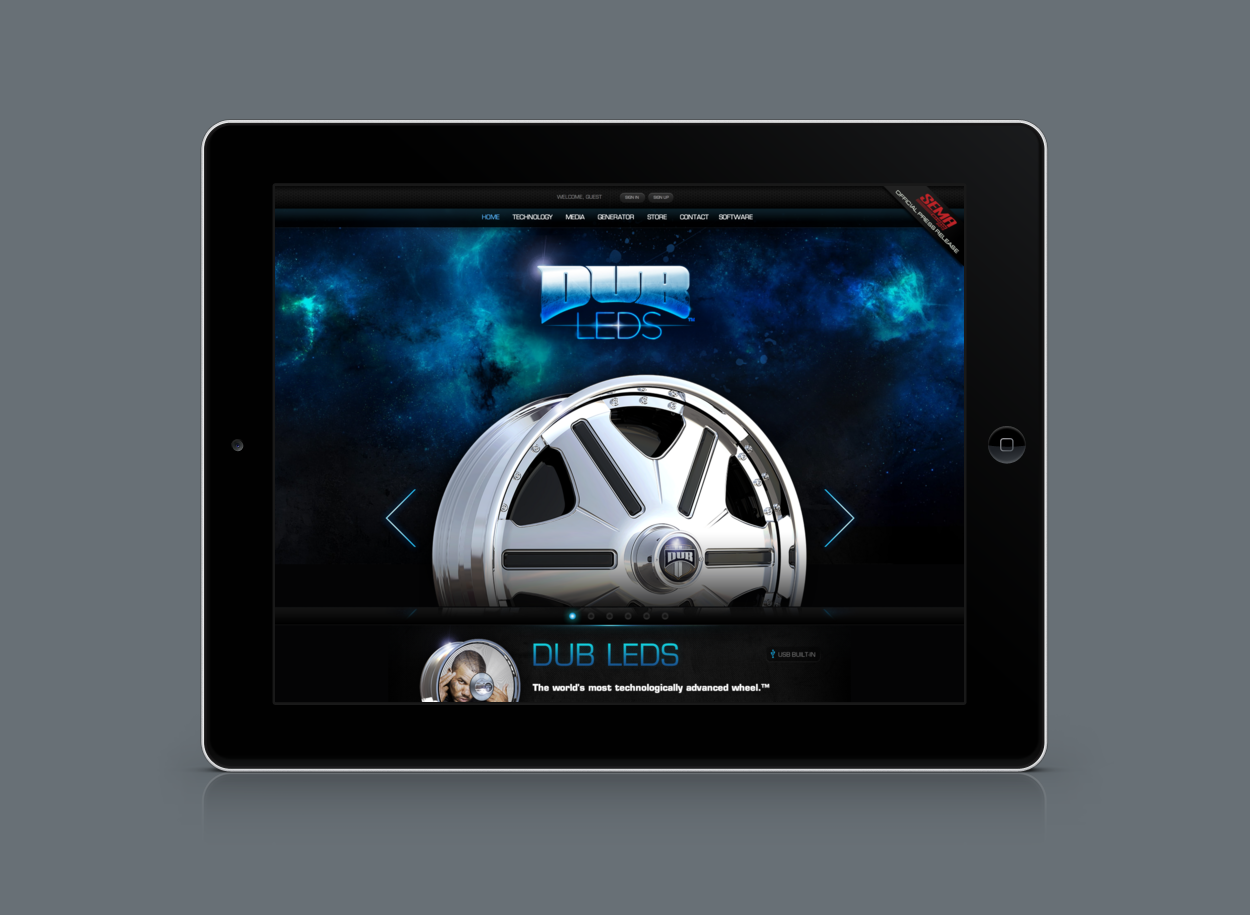 WELCOME, GUEST
SIGN IN
SIGN UP
HOME TECHNOLOGY MEDIA GENERATOR STORE CONTACT SOFTWARE
SEMA
OFFICIAL PRESS RELEASE
DUB
LEDS™
DUB
DUB LEDS
USB BUILT-IN
The world's most technologically advanced wheel.™